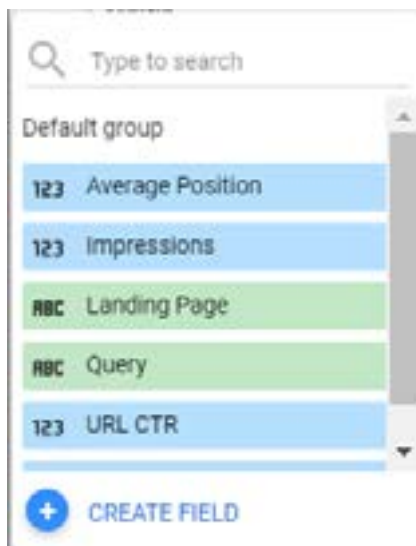 Type to search
Default group
123 Average Position
123 Impressions
ABC Landing Page
ABC Query
123 URL CTR
CREATE FIELD